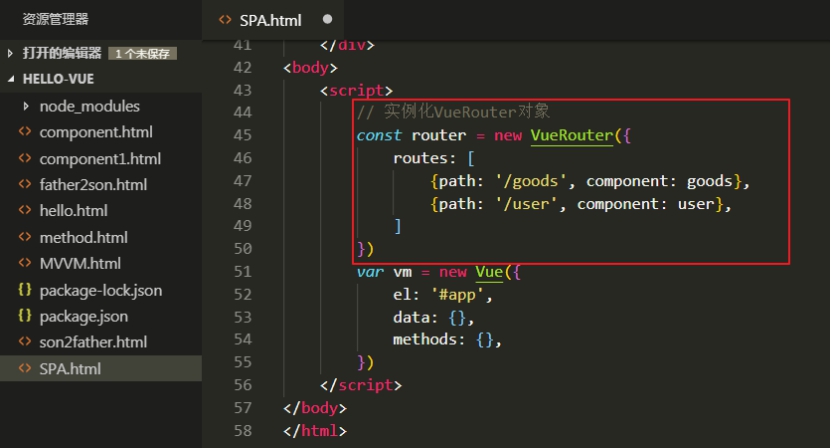 资源管理器
打开的编辑器 1 个未保存
HELLO-VUE
node_modules
component.html
component1.html
father2son.html
hello.html
method.html
MVVM.html
package-lock.json
package.json
son2father.html
SPA.html
SPA.html
41 </div>
42 <body>
43 <script>
44 // 实例化VueRouter对象
45 const router = new VueRouter({
46 routes: [
47 {path: '/goods', component: goods},
48 {path: '/user', component: user},
49 ]
50 })
51 var vm = new Vue({
52 el: '#app',
53 data: {},
54 methods: {},
55 })
56 </script>
57 </body>
58 </html>